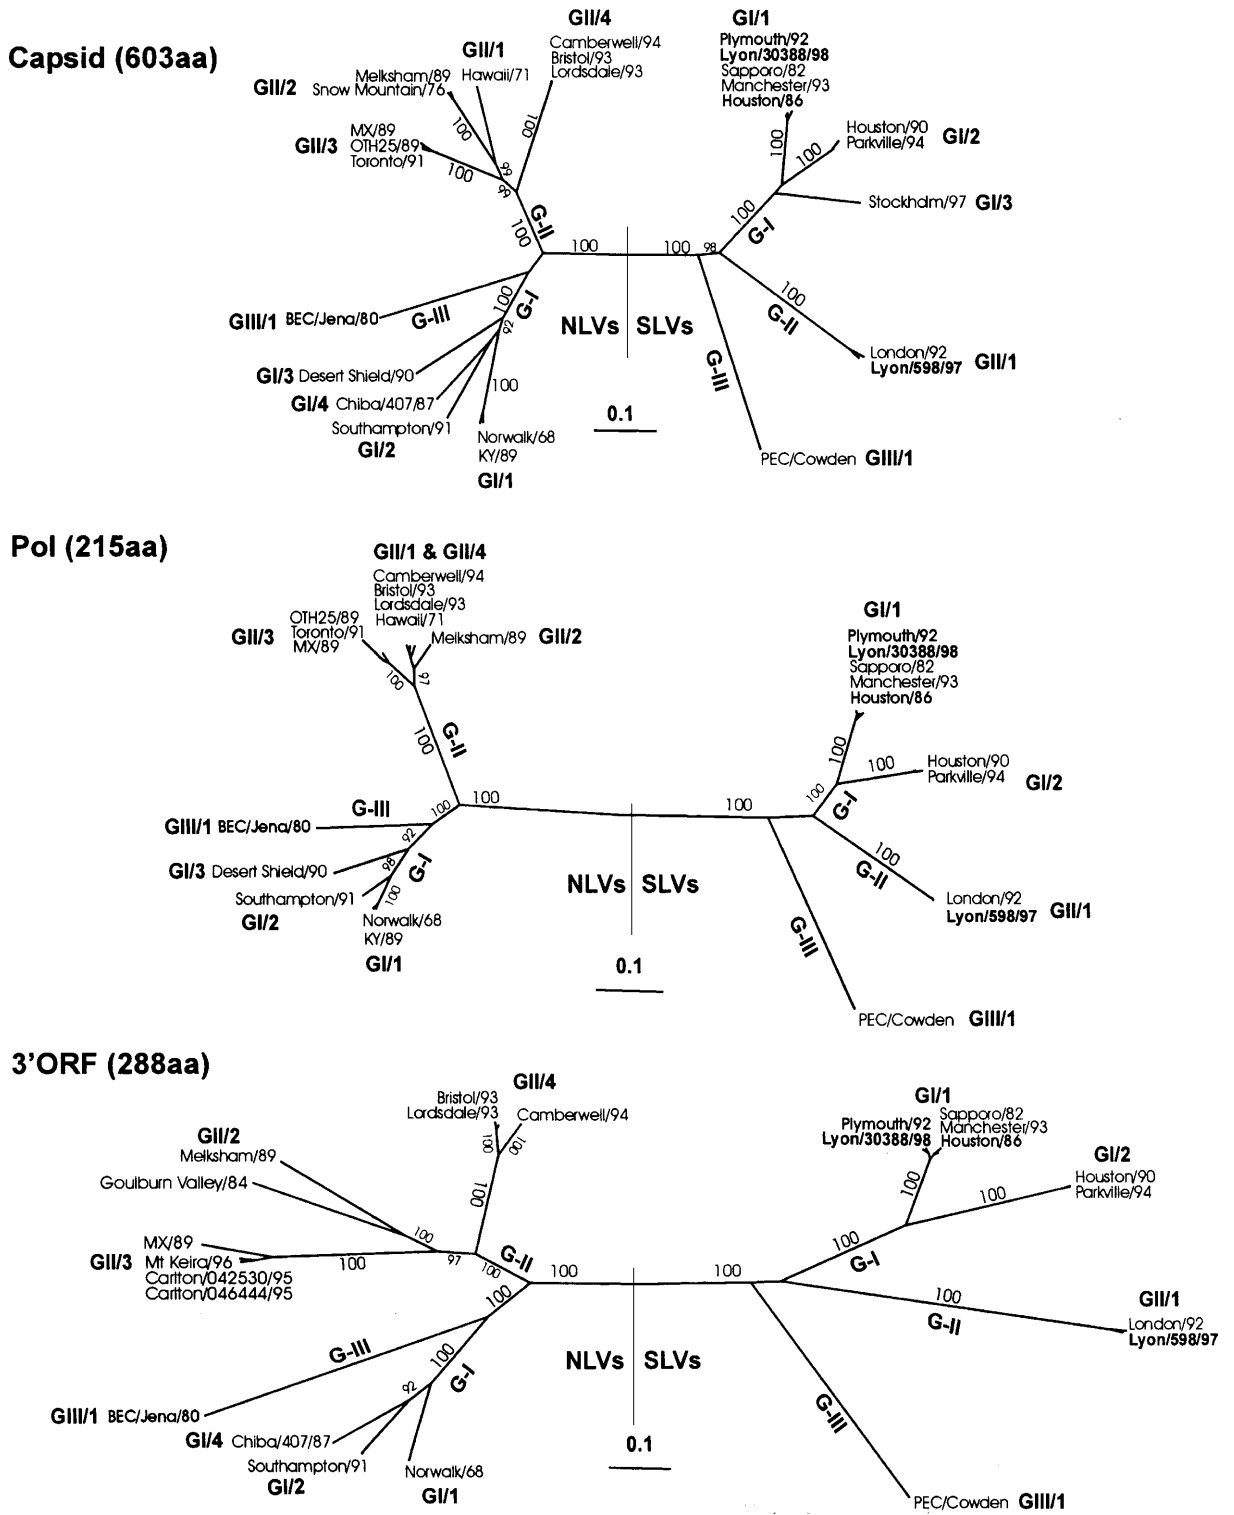 Capsid (603aa)
GII/4
Camberwell/94
Bristol/93
Lordsdale/93
GII/1
Hawaii/71
GII/2
Melksham/89
Snow Mountain/76
GII/3
MX/89
OTH25/89
Toronto/91
100
100
100
99
99
G-II
100
100
GIII/1 BEC/Jena/80
G-III
100
G-I
92
GI/3 Desert Shield/90
GI/4 Chiba/407/87
Southampton/91
GI/2
100
Norwalk/68
KY/89
GI/1
NLVs SLVs
0.1
GI/1
Plymouth/92
Lyon/30388/98
Sapporo/82
Manchester/93
Houston/86
100
100
Houston/90
Parkville/94
GI/2
Stockholm/97 GI/3
100
G-I
100
98
100
G-II
London/92
Lyon/598/97
GII/1
G-III
PEC/Cowden GIII/1
Pol (215aa)
GII/1 & GII/4
Camberwell/94
Bristol/93
Lordsdale/93
Hawaii/71
GII/3
OTH25/89
Toronto/91
MX/89
Melksham/89 GII/2
100
97
G-II
100
100
G-III
100
GIII/1 BEC/Jena/80
92
GI/3 Desert Shield/90
98
G-I
Southampton/91
GI/2
100
Norwalk/68
KY/89
GI/1
NLVs SLVs
0.1
GI/1
Plymouth/92
Lyon/30388/98
Sapporo/82
Manchester/93
Houston/86
100
100
Houston/90
Parkville/94
GI/2
100
100
G-I
100
G-II
London/92
Lyon/598/97
GII/1
G-III
PEC/Cowden GIII/1
3'ORF (288aa)
GII/4
Bristol/93
Lordsdale/93
Camberwell/94
100
100
GII/2
Melksham/89
Goulburn Valley/84
100
100
GII/3
MX/89
Mt Keira/96
Carlton/042530/95
Carlton/046444/95
100
97
G-II
100
100
100
G-III
100
G-I
92
GIII/1 BEC/Jena/80
GI/4 Chiba/407/87
Southampton/91
GI/2
Norwalk/68
GI/1
NLVs SLVs
0.1
GI/1
Plymouth/92
Lyon/30388/98
Sapporo/82
Manchester/93
Houston/86
100
GI/2
Houston/90
Parkville/94
100
100
G-I
100
100
G-II
GII/1
London/92
Lyon/598/97
G-III
PEC/Cowden GIII/1